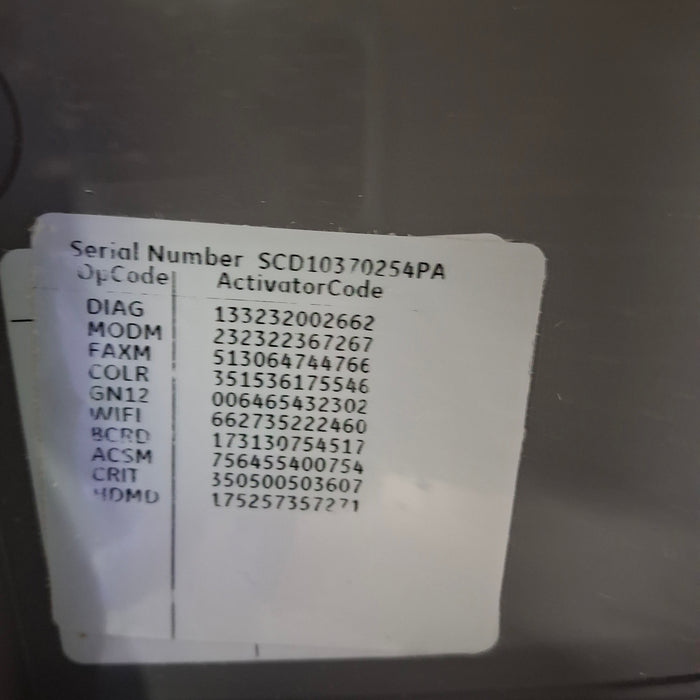 Serial Number SCD10370254PA
OpCode ActivatorCode
DIAG 133232002662
MODM 232322367267
FAXM 513064744766
COLR 351536175546
GN12 006465432302
WIFI 662735222460
BCRD 173130754517
ACSM 756455400754
CRIT 350500503607
HDMD 175257357271